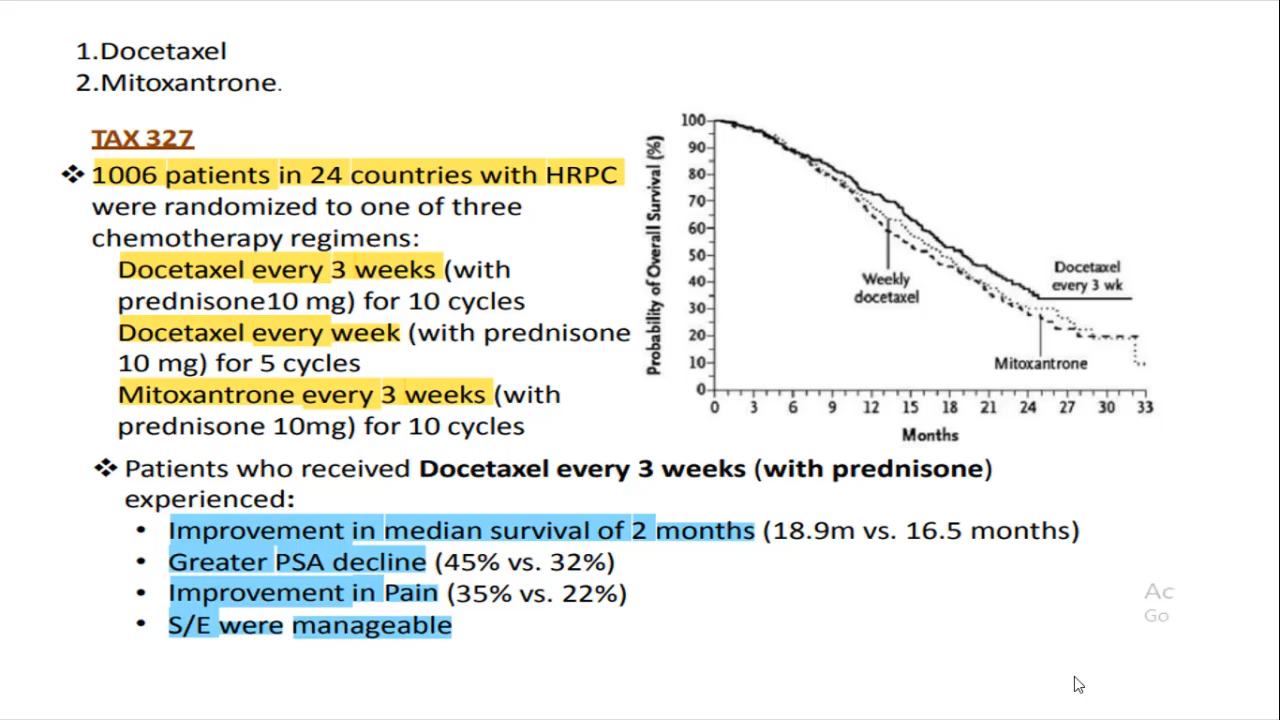 1.Docetaxel
2.Mitoxantrone.
TAX 327
❖ 1006 patients in 24 countries with HRPC
were randomized to one of three
chemotherapy regimens:
Docetaxel every 3 weeks (with
prednisone10 mg) for 10 cycles
Docetaxel every week (with prednisone
10 mg) for 5 cycles
Mitoxantrone every 3 weeks (with
prednisone 10mg) for 10 cycles
Probability of Overall Survival (%)
100
90
80
70
60
50
40
30
20
10
0
Weekly
docetaxel
Docetaxel
every 3 wk
Mitoxantrone
0 3 6 9 12 15 18 21 24 27 30 33
Months
❖ Patients who received Docetaxel every 3 weeks (with prednisone)
experienced:
• Improvement in median survival of 2 months (18.9m vs. 16.5 months)
• Greater PSA decline (45% vs. 32%)
• Improvement in Pain (35% vs. 22%)
• S/E were manageable
Ac
Go